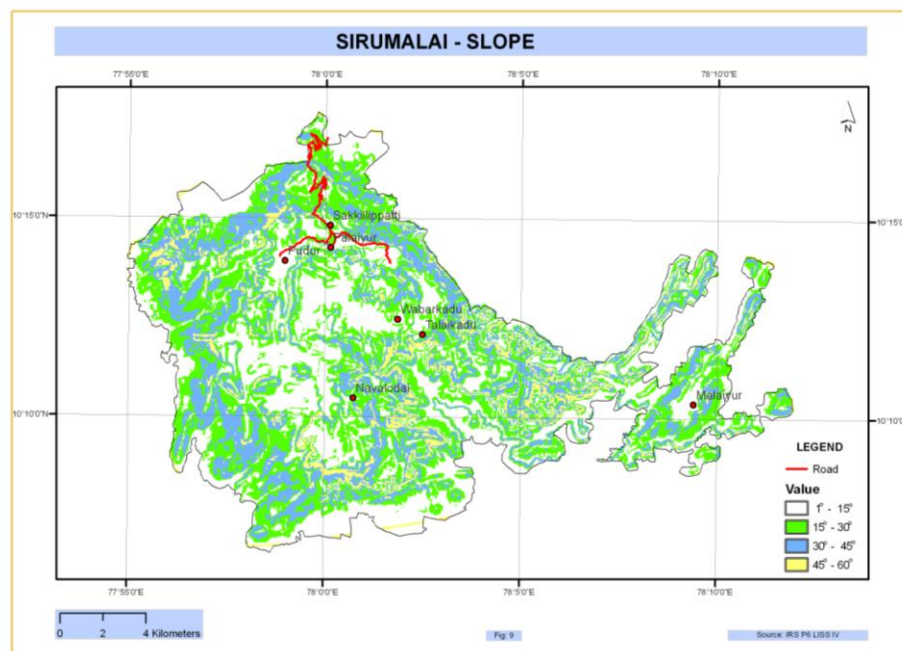 SIRUMALAI - SLOPE
77°55'0"E 78°0'0"E 78°5'0"E 78°10'0"E
N
10°15'0"N 10°15'0"N
Sakkilippatti
Palaiyur
Pudur
Wabarkadu
Talaikadu
Navalodai
Malaiyur
10°10'0"N 10°10'0"N
LEGEND
Road
Value
1° - 15°
15° - 30°
30° - 45°
45° - 60°
77°55'0"E 78°0'0"E 78°5'0"E 78°10'0"E
0 2 4 Kilometers
Fig: 9
Source: IRS P6 LISS IV